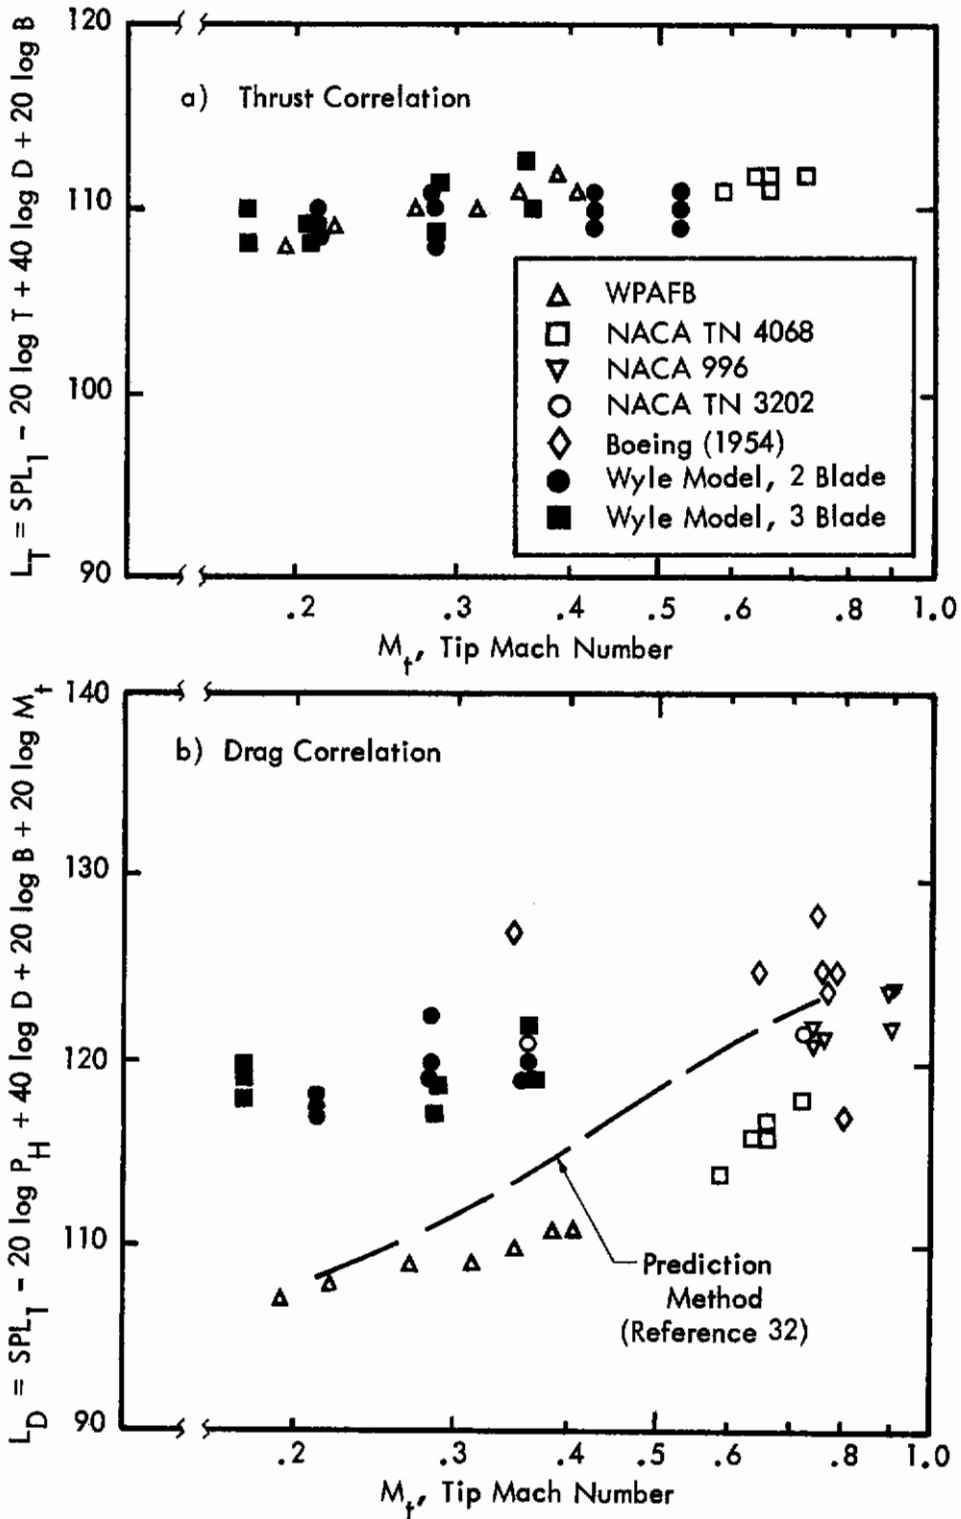 L_T = SPL_1 - 20 log T + 40 log D + 20 log B
120
110
100
90
a) Thrust Correlation
WPAFB
NACA TN 4068
NACA 996
NACA TN 3202
Boeing (1954)
Wyle Model, 2 Blade
Wyle Model, 3 Blade
.2 .3 .4 .5 .6 .8 1.0
M_t, Tip Mach Number
L_D = SPL_1 - 20 log P_H + 40 log D + 20 log B + 20 log M_t
140
130
120
110
90
b) Drag Correlation
Prediction
Method
(Reference 32)
.2 .3 .4 .5 .6 .8 1.0
M_t, Tip Mach Number